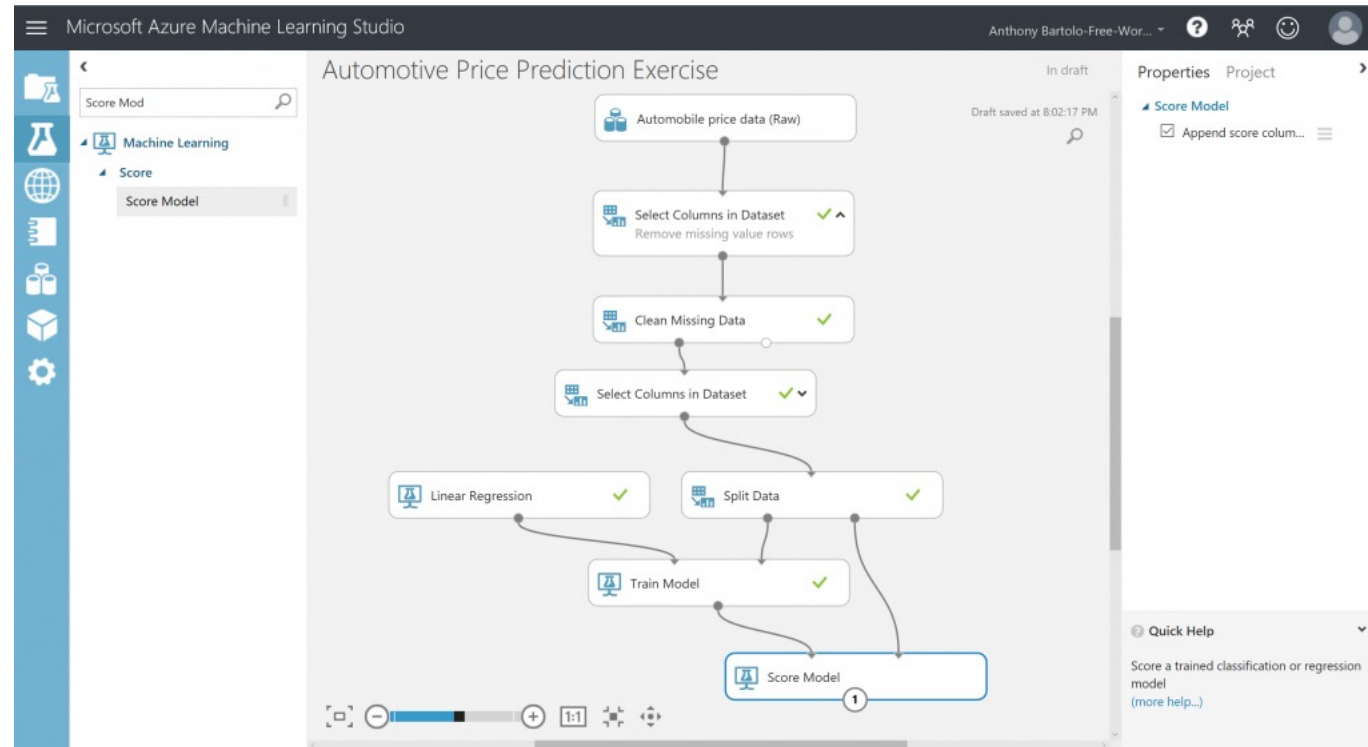 Microsoft Azure Machine Learning Studio
Anthony Bartolo-Free-Wor...
?
Score Mod
Machine Learning
Score
Score Model
Automotive Price Prediction Exercise
In draft
Draft saved at 8:02:17 PM
Automobile price data (Raw)
Select Columns in Dataset
Remove missing value rows
Clean Missing Data
Select Columns in Dataset
Linear Regression
Split Data
Train Model
Score Model
1
1:1
Properties Project
Score Model
Append score colum...
Quick Help
Score a trained classification or regression
model
(more help...)